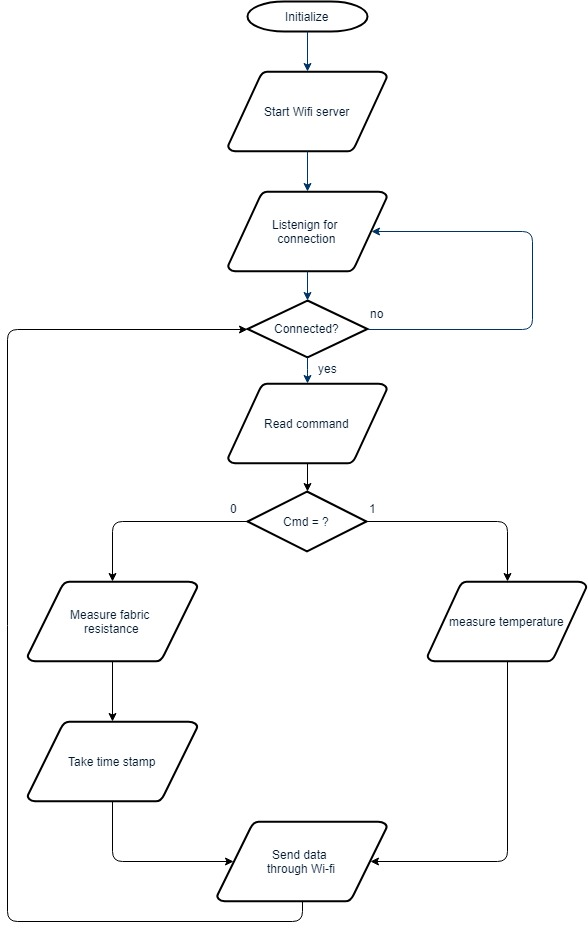 Initialize
Start Wifi server
Listenign for
connection
no
Connected?
yes
Read command
0
1
Cmd = ?
Measure fabric
resistance
measure temperature
Take time stamp
Send data
through Wi-fi